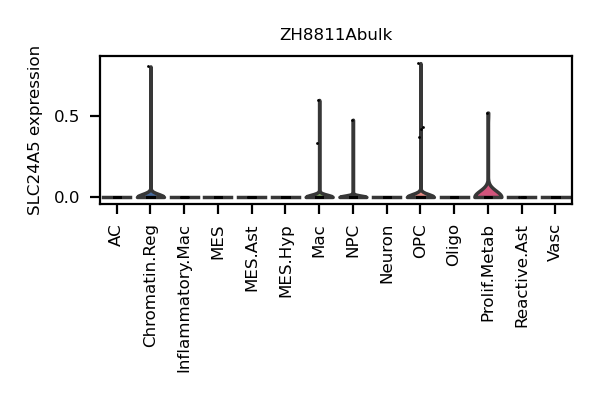 ZH8811Abulk
SLC24A5 expression
0.5
0.0
AC
Chromatin.Reg
Inflammatory.Mac
MES
MES.Ast
MES.Hyp
Mac
NPC
Neuron
OPC
Oligo
Prolif.Metab
Reactive.Ast
Vasc